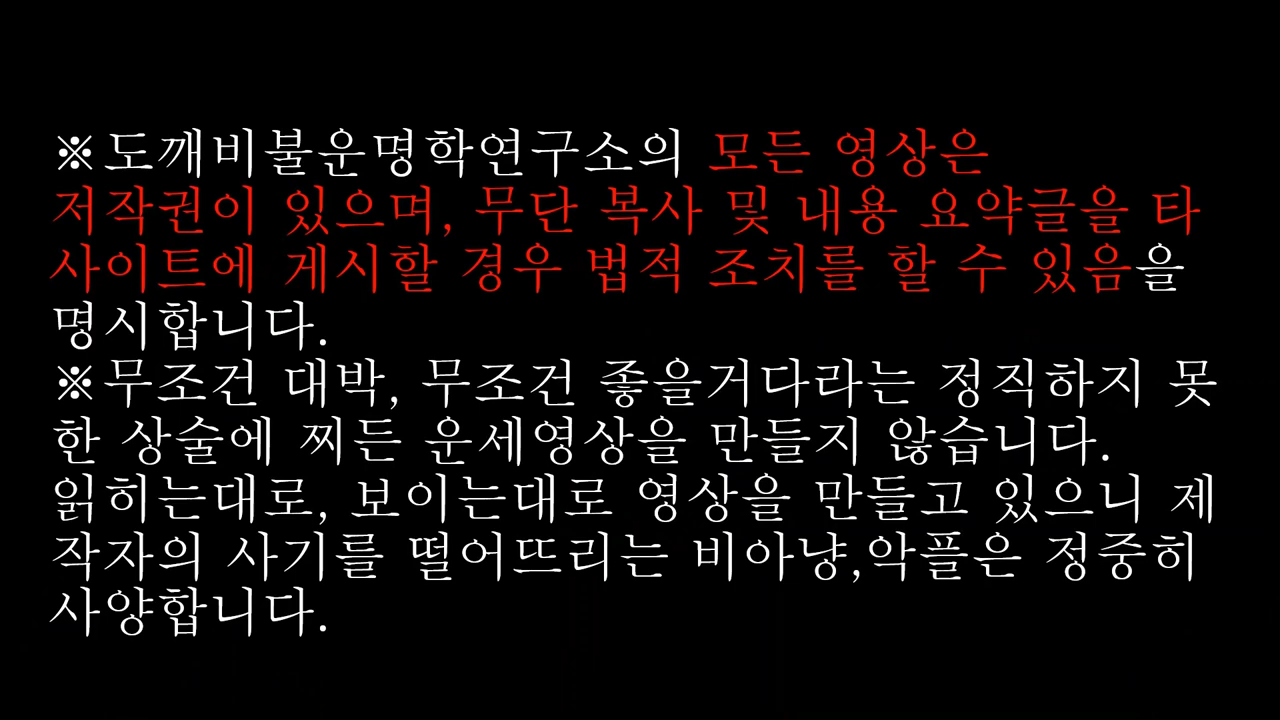 ※도깨비불운명학연구소의 모든 영상은
저작권이 있으며, 무단 복사 및 내용 요약글을 타
사이트에 게시할 경우 법적 조치를 할 수 있음을
명시합니다.
※무조건 대박, 무조건 좋을거다라는 정직하지 못
한 상술에 찌든 운세영상을 만들지 않습니다.
읽히는대로, 보이는대로 영상을 만들고 있으니 제
작자의 사기를 떨어뜨리는 비아냥,악플은 정중히
사양합니다.